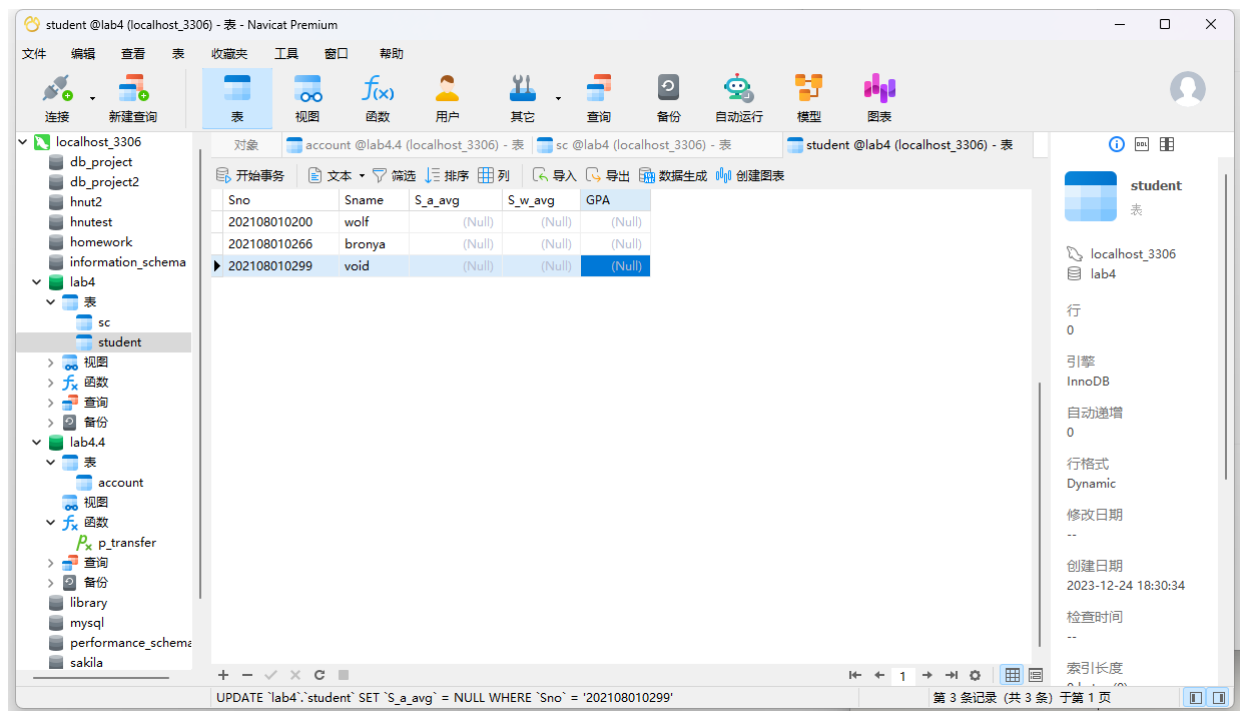 student @lab4 (localhost_3306) - 表 - Navicat Premium
文件 编辑 查看 表 收藏夹 工具 窗口 帮助
连接 新建查询 表 视图 函数 用户 其它 查询 备份 自动运行 模型 图表
localhost_3306
db_project
db_project2
hnut2
hnutest
homework
information_schema
lab4
表
sc
student
视图
函数
查询
备份
lab4.4
表
account
视图
函数
p_transfer
查询
备份
library
mysql
performance_schema
sakila
对象 account @lab4.4 (localhost_3306) - 表 sc @lab4 (localhost_3306) - 表 student @lab4 (localhost_3306) - 表
开始事务 文本 筛选 排序 列 导入 导出 数据生成 创建图表
Sno Sname S_a_avg S_w_avg GPA
202108010200 wolf (Null) (Null) (Null)
202108010266 bronya (Null) (Null) (Null)
202108010299 void (Null) (Null) (Null)
1
UPDATE `lab4`.`student` SET `S_a_avg` = NULL WHERE `Sno` = '202108010299'
第 3 条记录 (共 3 条) 于第 1 页
DDL
student
表
localhost_3306
lab4
行
0
引擎
InnoDB
自动递增
0
行格式
Dynamic
修改日期
--
创建日期
2023-12-24 18:30:34
检查时间
--
索引长度